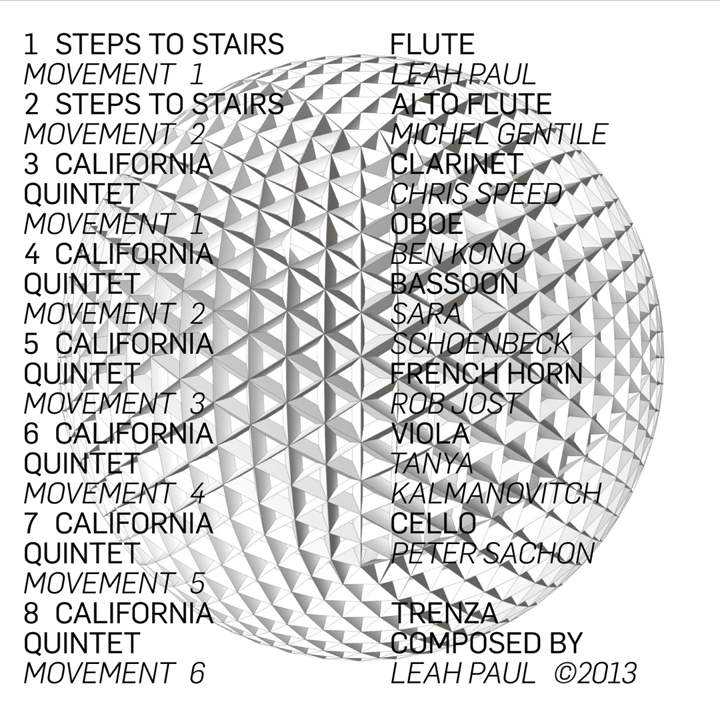 1 STEPS TO STAIRS
MOVEMENT 1
2 STEPS TO STAIRS
MOVEMENT 2
3 CALIFORNIA
QUINTET
MOVEMENT 1
4 CALIFORNIA
QUINTET
MOVEMENT 2
5 CALIFORNIA
QUINTET
MOVEMENT 3
6 CALIFORNIA
QUINTET
MOVEMENT 4
7 CALIFORNIA
QUINTET
MOVEMENT 5
8 CALIFORNIA
QUINTET
MOVEMENT 6
FLUTE
LEAH PAUL
ALTO FLUTE
MICHEL GENTILE
CLARINET
CHRIS SPEED
OBOE
BEN KONO
BASSOON
SARA
SCHOENBECK
FRENCH HORN
ROB JOST
VIOLA
TANYA
KALMANOVITCH
CELLO
PETER SACHON
TRENZA
COMPOSED BY
LEAH PAUL ©2013